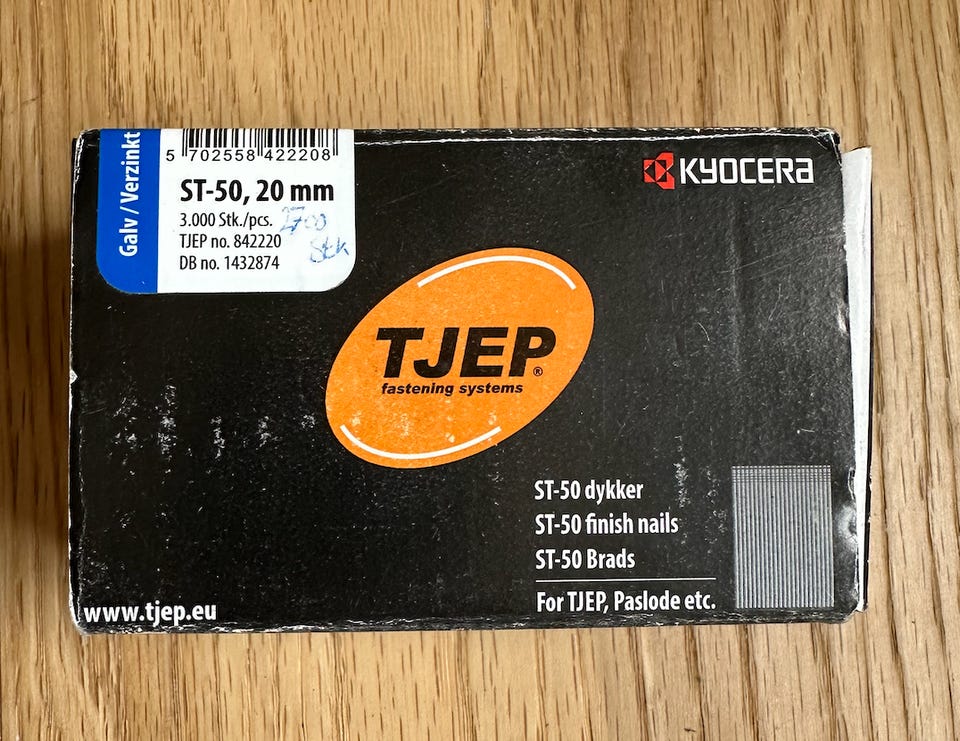 Galv / Verzinkt
5 702558 422208
ST-50, 20 mm
3.000 Stk./pcs. 2700
TJEP no. 842220 Stk
DB no. 1432874
KYOCERA
TJEP®
fastening systems
ST-50 dykker
ST-50 finish nails
ST-50 Brads
For TJEP, Paslode etc.
www.tjep.eu